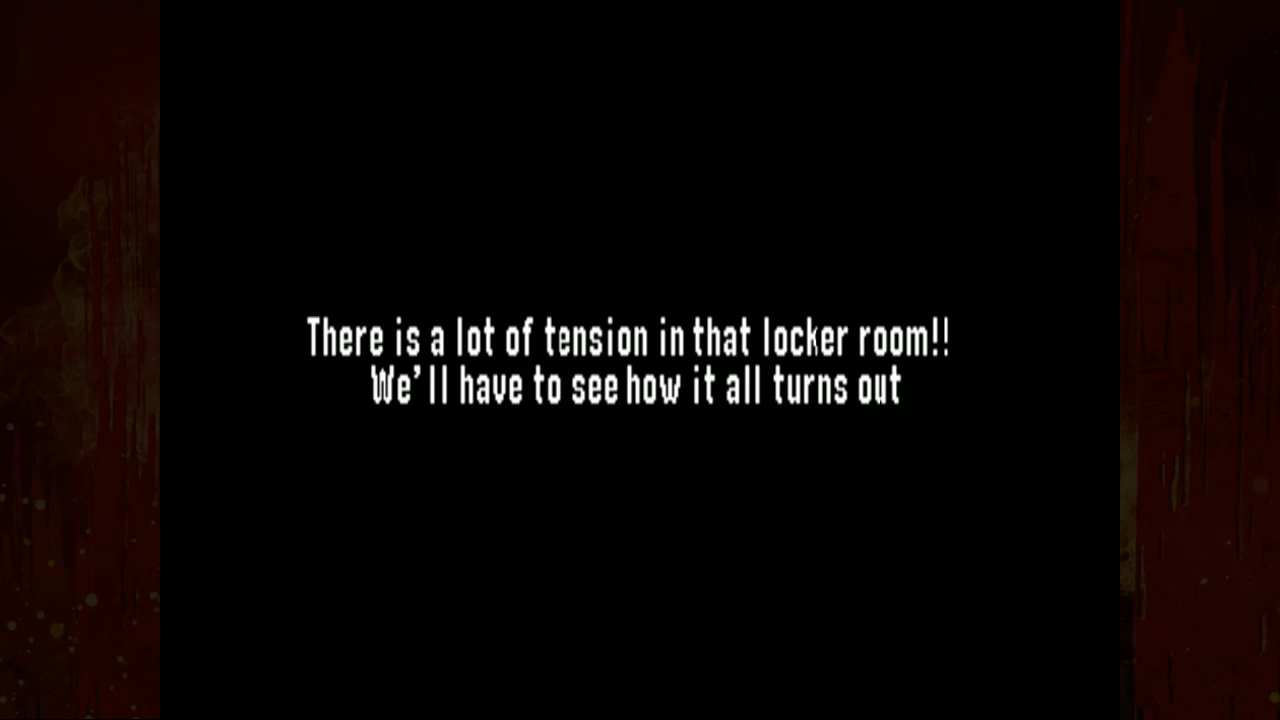 There is a lot of tension in that locker room!!
We'll have to see how it all turns out